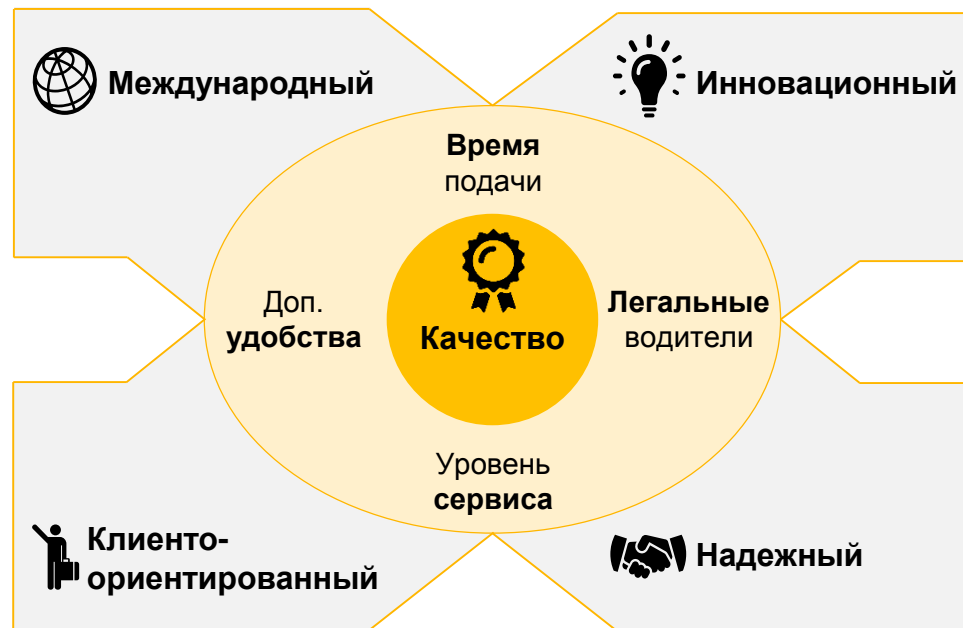 Международный
Инновационный
Время
подачи
Доп.
удобства
Качество
Легальные
водители
Уровень
сервиса
Клиенто-
ориентированный
Надежный